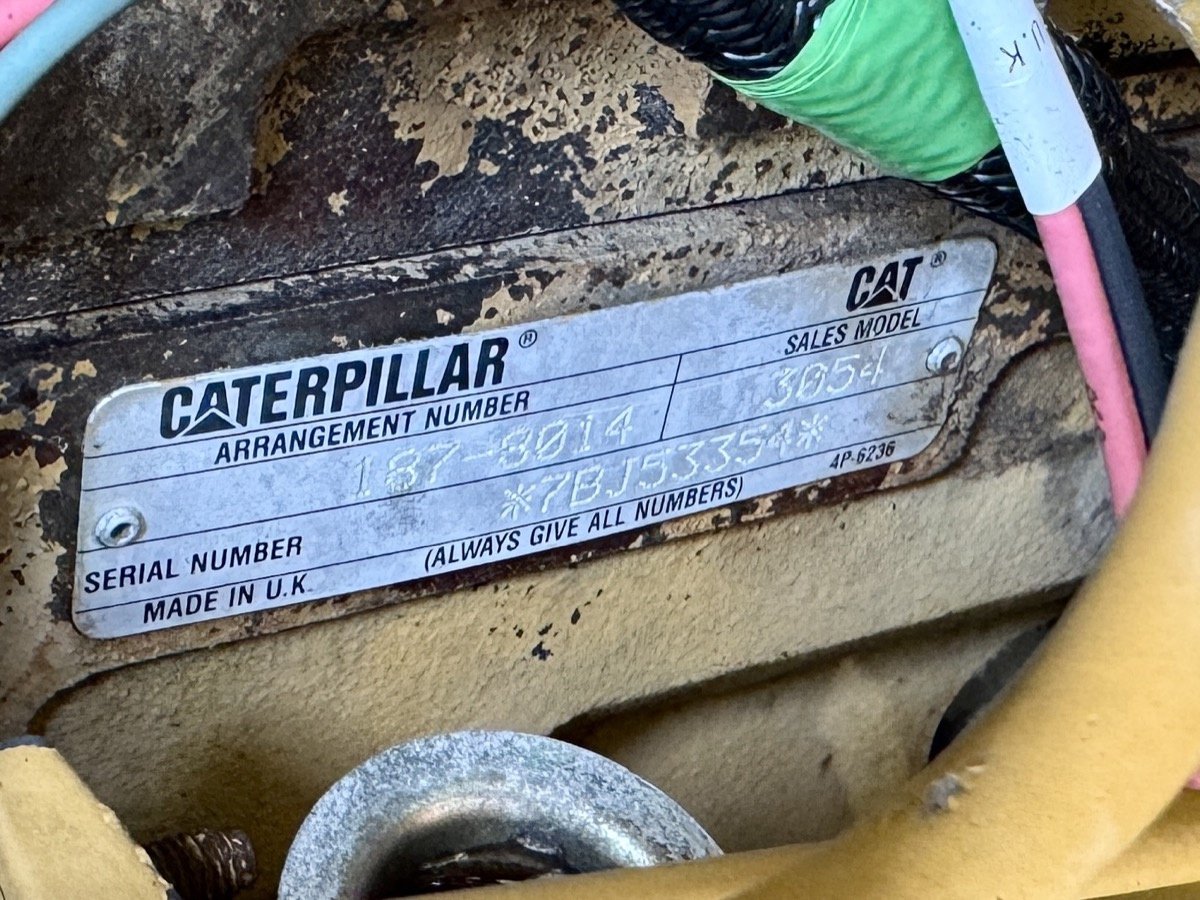 U.K
CAT®
CATERPILLAR®
SALES MODEL
ARRANGEMENT NUMBER
3054
187-8014
*7BJ53354*
4P-6236
SERIAL NUMBER
(ALWAYS GIVE ALL NUMBERS)
MADE IN U.K.